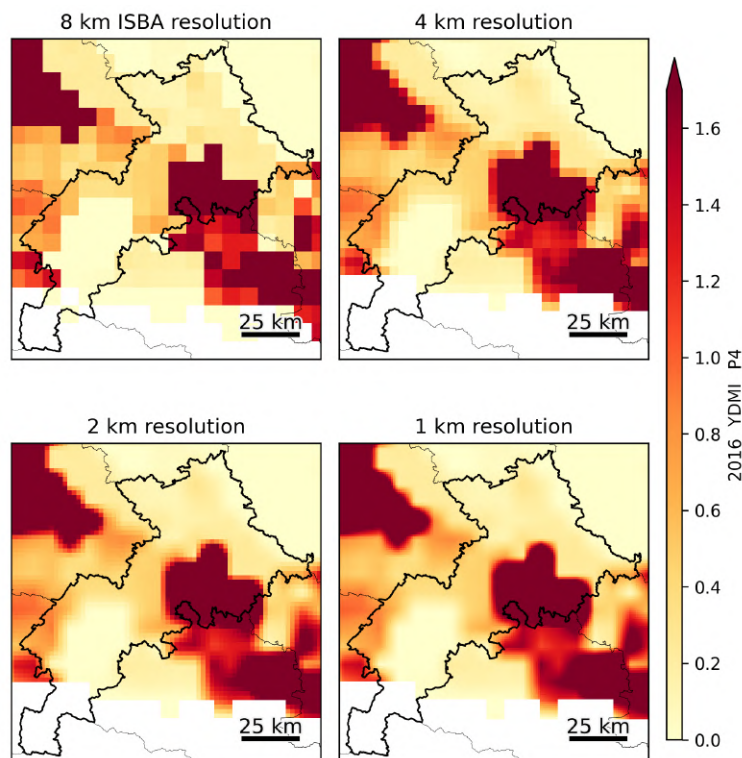 8 km ISBA resolution
4 km resolution
25 km
25 km
2 km resolution
1 km resolution
25 km
25 km
1.6
1.4
1.2
1.0
0.8
0.6
0.4
0.2
0.0
2016 YDMI P4